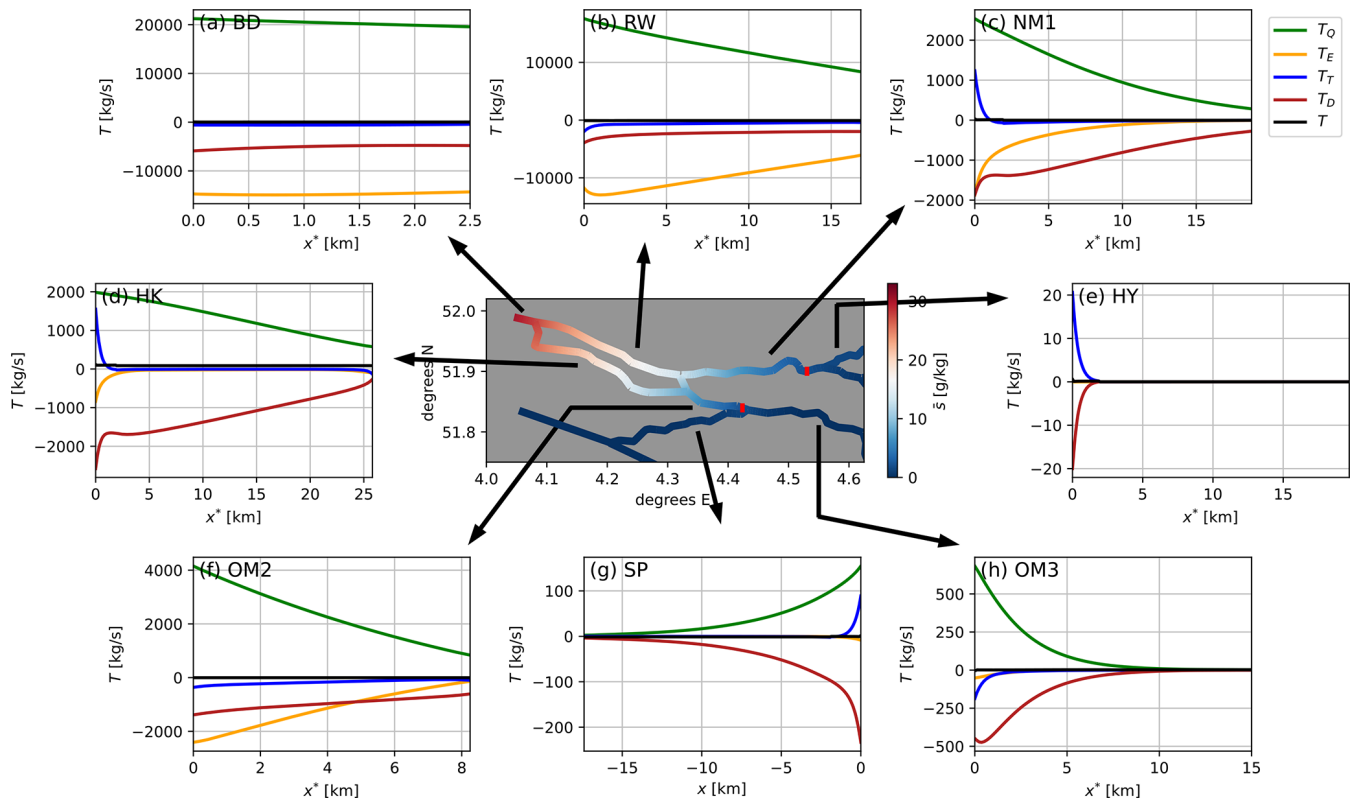 (a) BD
T [kg/s]
20000
10000
0
−10000
0.0 0.5 1.0 1.5 2.0 2.5
x* [km]
(b) RW
T [kg/s]
10000
0
−10000
0 5 10 15
x* [km]
(c) NM1
T [kg/s]
2000
1000
0
−1000
−2000
0 5 10 15
x* [km]
T_Q
T_E
T_T
T_D
T
(d) HK
T [kg/s]
2000
1000
0
−1000
−2000
0 5 10 15 20 25
x* [km]
degrees N
52.0
51.9
51.8
4.0 4.1 4.2 4.3 4.4 4.5 4.6
degrees E
30
20
10
0
s̄ [g/kg]
(e) HY
T [kg/s]
20
10
0
−10
−20
0 5 10 15
x* [km]
(f) OM2
T [kg/s]
4000
2000
0
−2000
0 2 4 6 8
x* [km]
(g) SP
T [kg/s]
100
0
−100
−200
−15 −10 −5 0
x [km]
(h) OM3
T [kg/s]
500
250
0
−250
−500
0 5 10 15
x* [km]